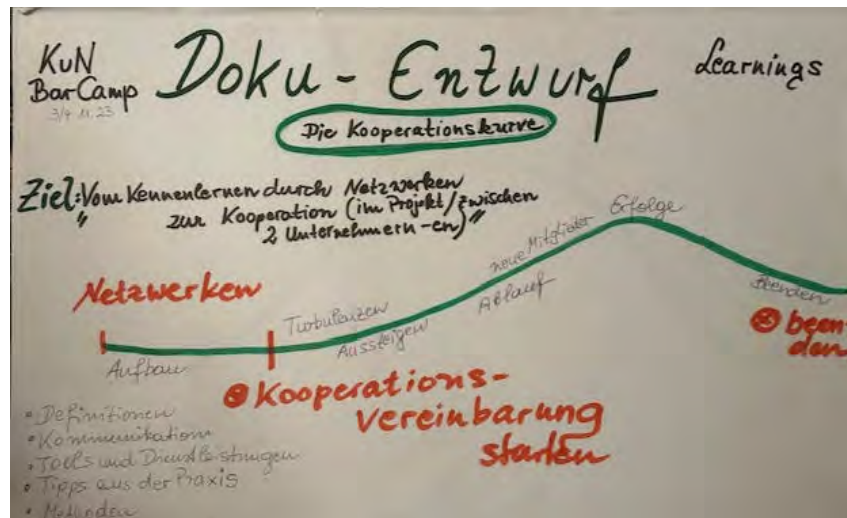 KuN
BarCamp
3/4 11.23
Doku - Entwurf
Learnings
Die Kooperationskurve
Ziel: "Vom Kennenlernen durch Netzwerken
zur Kooperation (im Projekt/zwischen
2 Unternehmern -en)"
Netzwerken
Aufbau
Turbulenzen
Aussteigen
neue Mitglieder
Ablauf
Erfolge
Beenden
been
den
Kooperations-
vereinbarung
starten
• Definitionen
• Kommunikation
• Tools und Dienstleistungen
• Tipps aus der Praxis
• Methoden